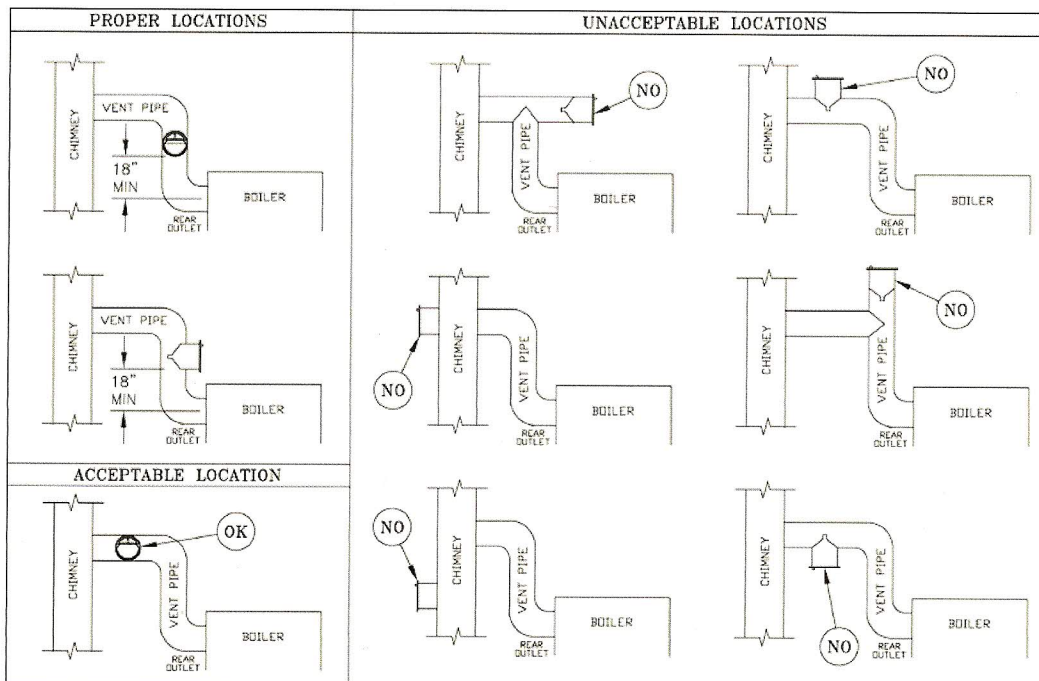 PROPER LOCATIONS
CHIMNEY
VENT PIPE
18"
MIN
REAR
OUTLET
BOILER
CHIMNEY
VENT PIPE
18"
MIN
REAR
OUTLET
BOILER
ACCEPTABLE LOCATION
CHIMNEY
OK
VENT PIPE
REAR
OUTLET
BOILER
UNACCEPTABLE LOCATIONS
CHIMNEY
NO
VENT PIPE
REAR
OUTLET
BOILER
CHIMNEY
NO
VENT PIPE
REAR
OUTLET
BOILER
NO
CHIMNEY
VENT PIPE
REAR
OUTLET
BOILER
CHIMNEY
NO
VENT PIPE
REAR
OUTLET
BOILER
NO
CHIMNEY
VENT PIPE
REAR
OUTLET
BOILER
CHIMNEY
NO
VENT PIPE
REAR
OUTLET
BOILER